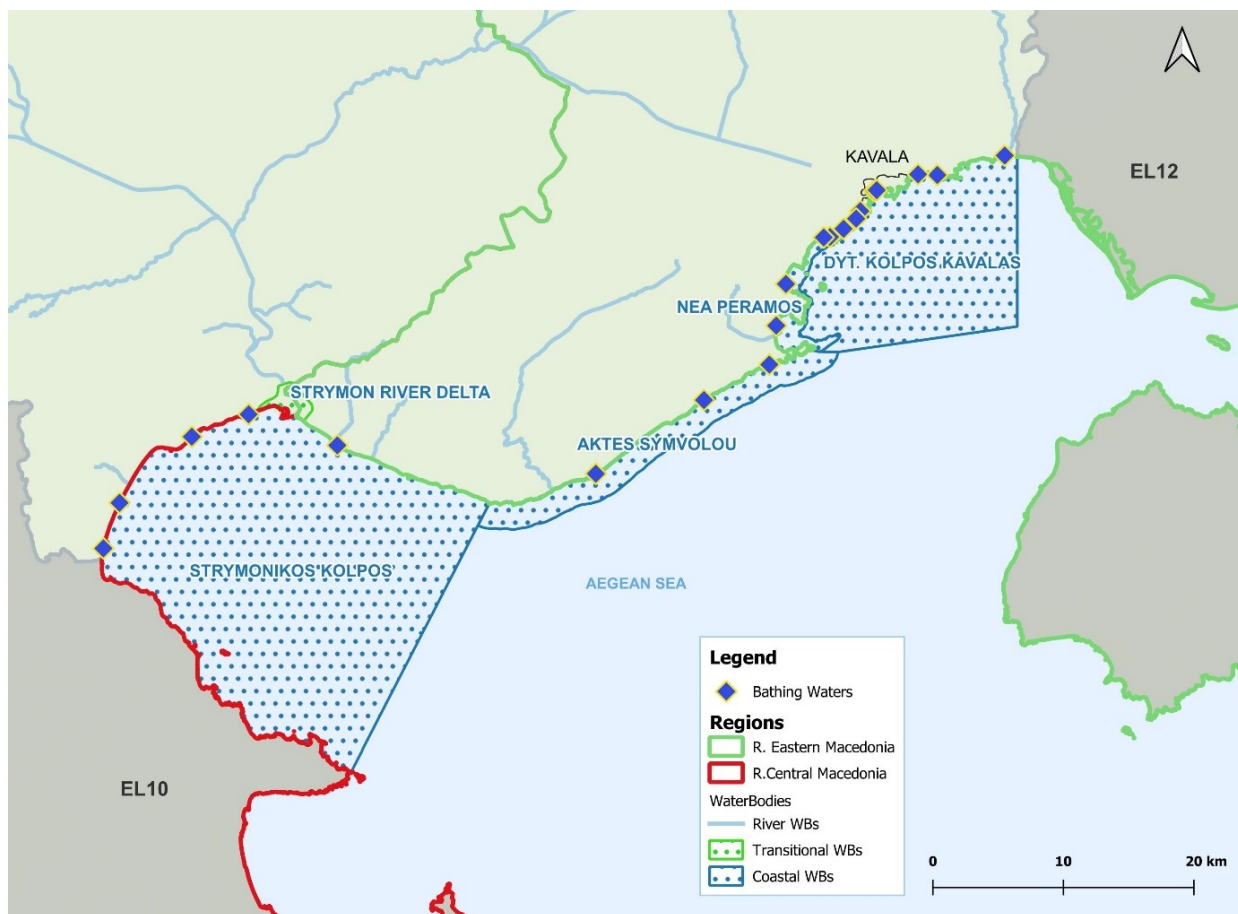 KAVALA
EL12
DYT. KOLPOS KAVALAS
NEA PERAMOS
STRYMON RIVER DELTA
AKTES SYMVOLOU
STRYMONIKOS KOLPOS
AEGEAN SEA
EL10
Legend
Bathing Waters
Regions
R. Eastern Macedonia
R.Central Macedonia
WaterBodies
River WBs
Transitional WBs
Coastal WBs
0 10 20 km